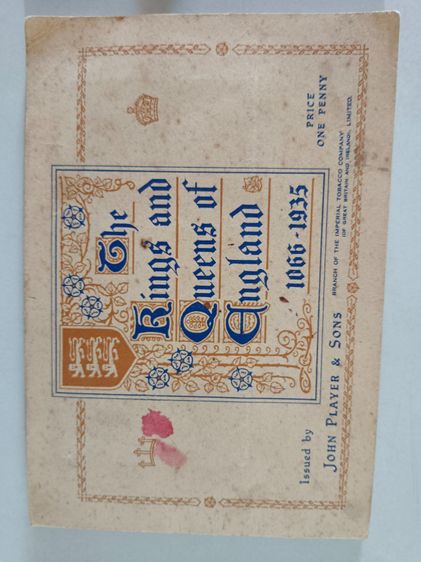 The
Kings and
Queens of
England
1066-1935
Issued by
JOHN PLAYER & SONS
BRANCH OF THE IMPERIAL TOBACCO COMPANY
(OF GREAT BRITAIN AND IRELAND), LIMITED.
PRICE
ONE PENNY